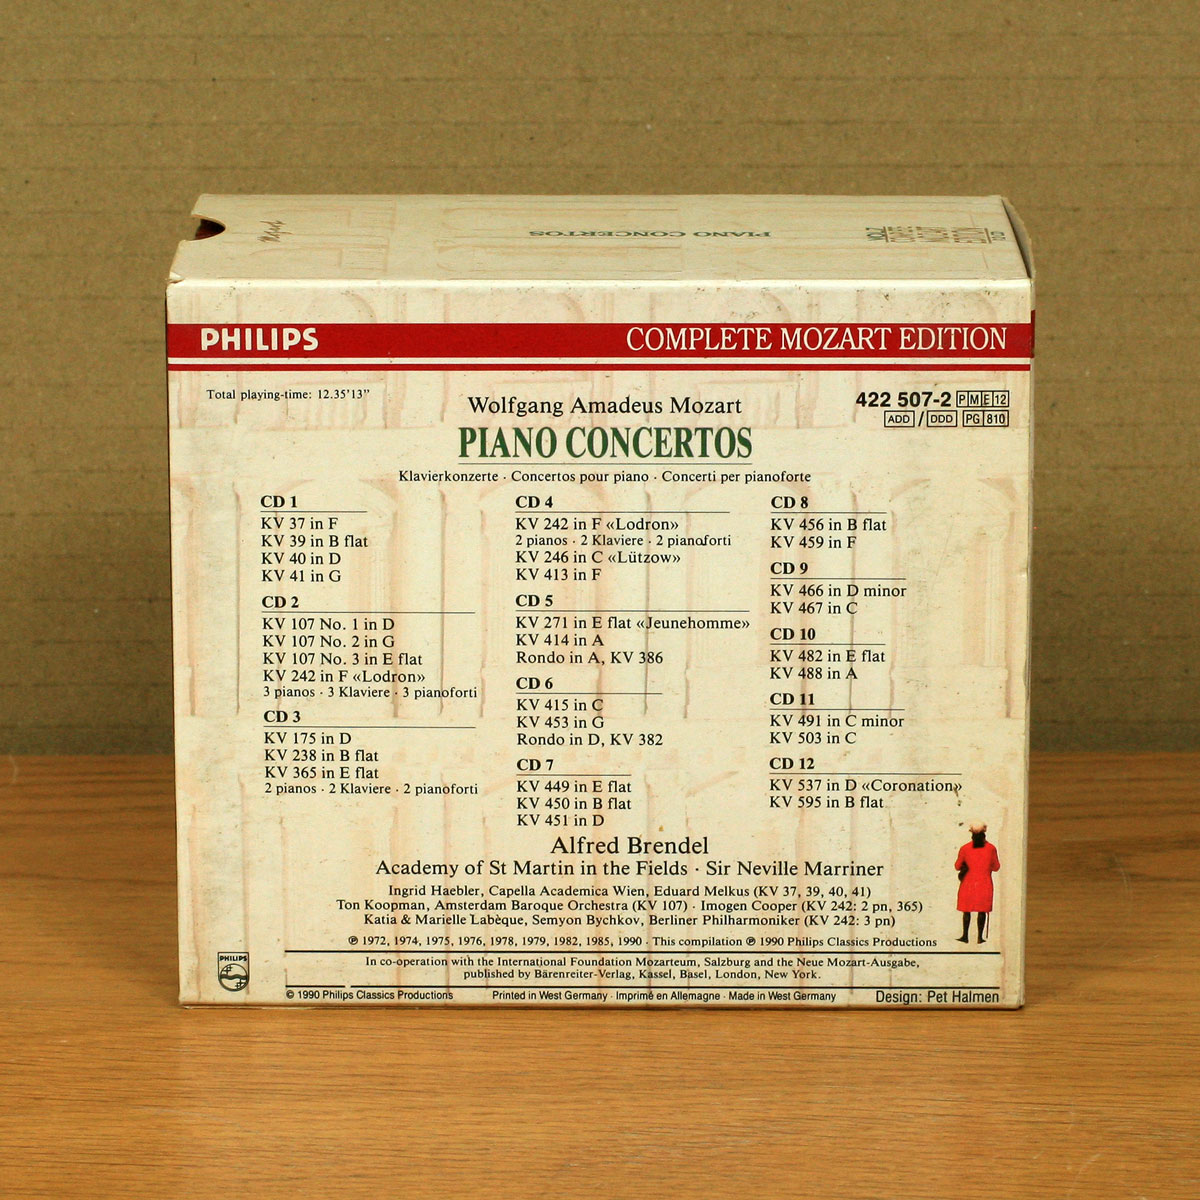 Mozart
PIANO CONCERTOS
VOL.7
COMPLETE
MOZART
EDITION
12 CD
PHILIPS
COMPLETE MOZART EDITION
Total playing-time: 12.35'13"
Wolfgang Amadeus Mozart
422 507-2 PME12
ADD / DDD PG 810
PIANO CONCERTOS
Klavierkonzerte · Concertos pour piano · Concerti per pianoforte
CD 1
KV 37 in F
KV 39 in B flat
KV 40 in D
KV 41 in G
CD 2
KV 107 No. 1 in D
KV 107 No. 2 in G
KV 107 No. 3 in E flat
KV 242 in F «Lodron»
3 pianos · 3 Klaviere · 3 pianoforti
CD 3
KV 175 in D
KV 238 in B flat
KV 365 in E flat
2 pianos · 2 Klaviere · 2 pianoforti
CD 4
KV 242 in F «Lodron»
2 pianos · 2 Klaviere · 2 pianoforti
KV 246 in C «Lützow»
KV 413 in F
CD 5
KV 271 in E flat «Jeunehomme»
KV 414 in A
Rondo in A, KV 386
CD 6
KV 415 in C
KV 453 in G
Rondo in D, KV 382
CD 7
KV 449 in E flat
KV 450 in B flat
KV 451 in D
CD 8
KV 456 in B flat
KV 459 in F
CD 9
KV 466 in D minor
KV 467 in C
CD 10
KV 482 in E flat
KV 488 in A
CD 11
KV 491 in C minor
KV 503 in C
CD 12
KV 537 in D «Coronation»
KV 595 in B flat
Alfred Brendel
Academy of St Martin in the Fields · Sir Neville Marriner
Ingrid Haebler, Capella Academica Wien, Eduard Melkus (KV 37, 39, 40, 41)
Ton Koopman, Amsterdam Baroque Orchestra (KV 107) · Imogen Cooper (KV 242: 2 pn, 365)
Katia & Marielle Labèque, Semyon Bychkov, Berliner Philharmoniker (KV 242: 3 pn)
℗ 1972, 1974, 1975, 1976, 1978, 1979, 1982, 1985, 1990 · This compilation ℗ 1990 Philips Classics Productions
PHILIPS
In co-operation with the International Foundation Mozarteum, Salzburg and the Neue Mozart-Ausgabe,
published by Bärenreiter-Verlag, Kassel, Basel, London, New York.
© 1990 Philips Classics Productions
Printed in West Germany · Imprimé en Allemagne · Made in West Germany
Design: Pet Halmen